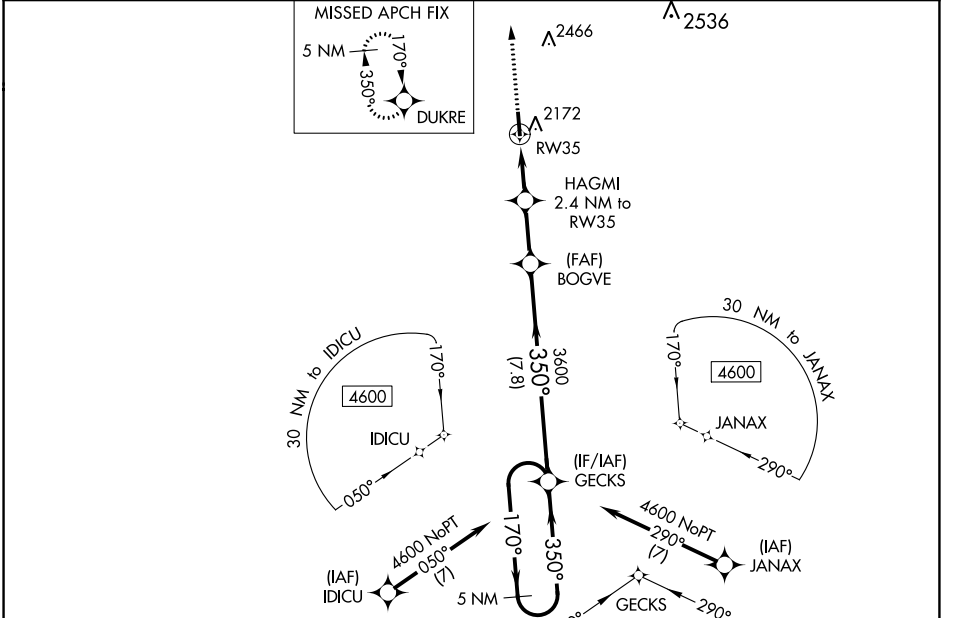 MISSED APCH FIX
5 NM
170°
350°
DUKRE
2466
2536
2172
RW35
HAGMI
2.4 NM to
RW35
(FAF)
BOGVE
30 NM to IDICU
170°
4600
IDICU
050°
3600
350°
(7.8)
30 NM to JANAX
170°
4600
JANAX
290°
(IF/IAF)
GECKS
4600 NoPT
050°
(7)
(IAF)
IDICU
170°
350°
5 NM
4600 NoPT
290°
(7)
(IAF)
JANAX
GECKS
290°